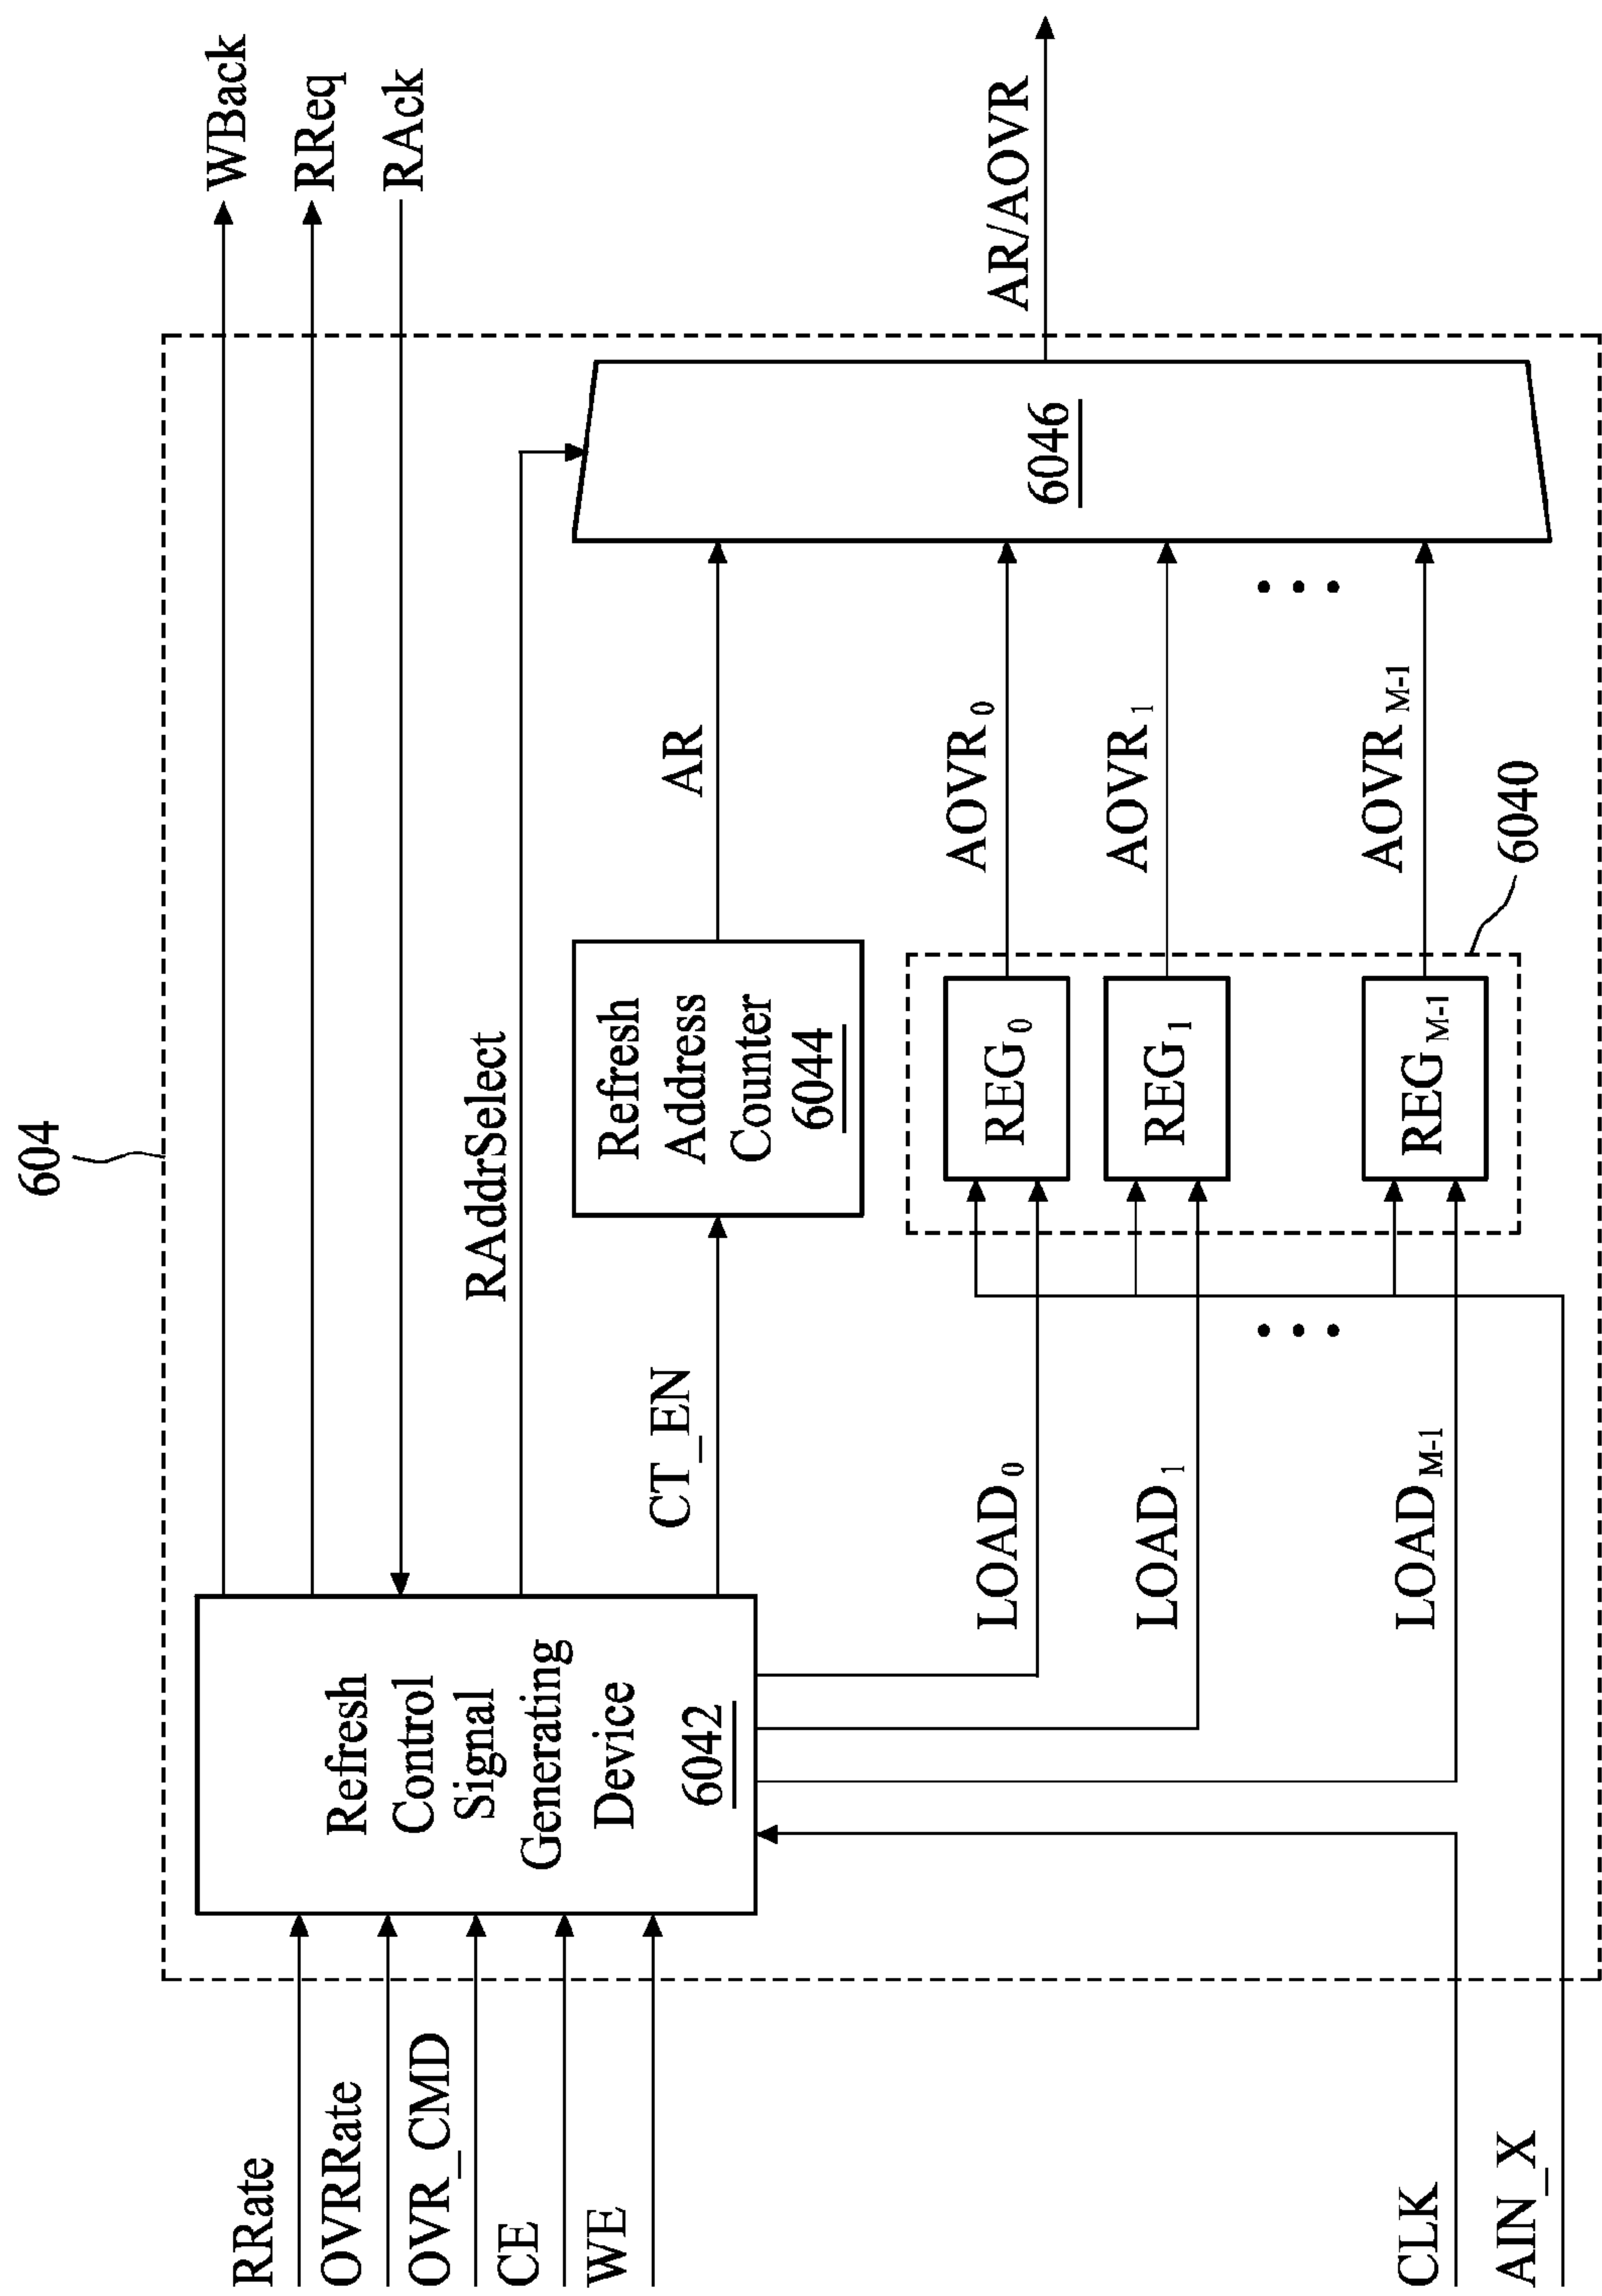 604
WBack
RReq
RAck
RRate
OVRRate
OVR_CMD
CE
WE
Refresh
Control
Signal
Generating
Device
6042
RAddrSelect
CT_EN
Refresh
Address
Counter
6044
AR
6046
AR/AOVR
LOAD0
REG0
AOVR0
LOAD1
REG1
AOVR1
LOADM-1
REGM-1
AOVRM-1
6040
CLK
AIN_X